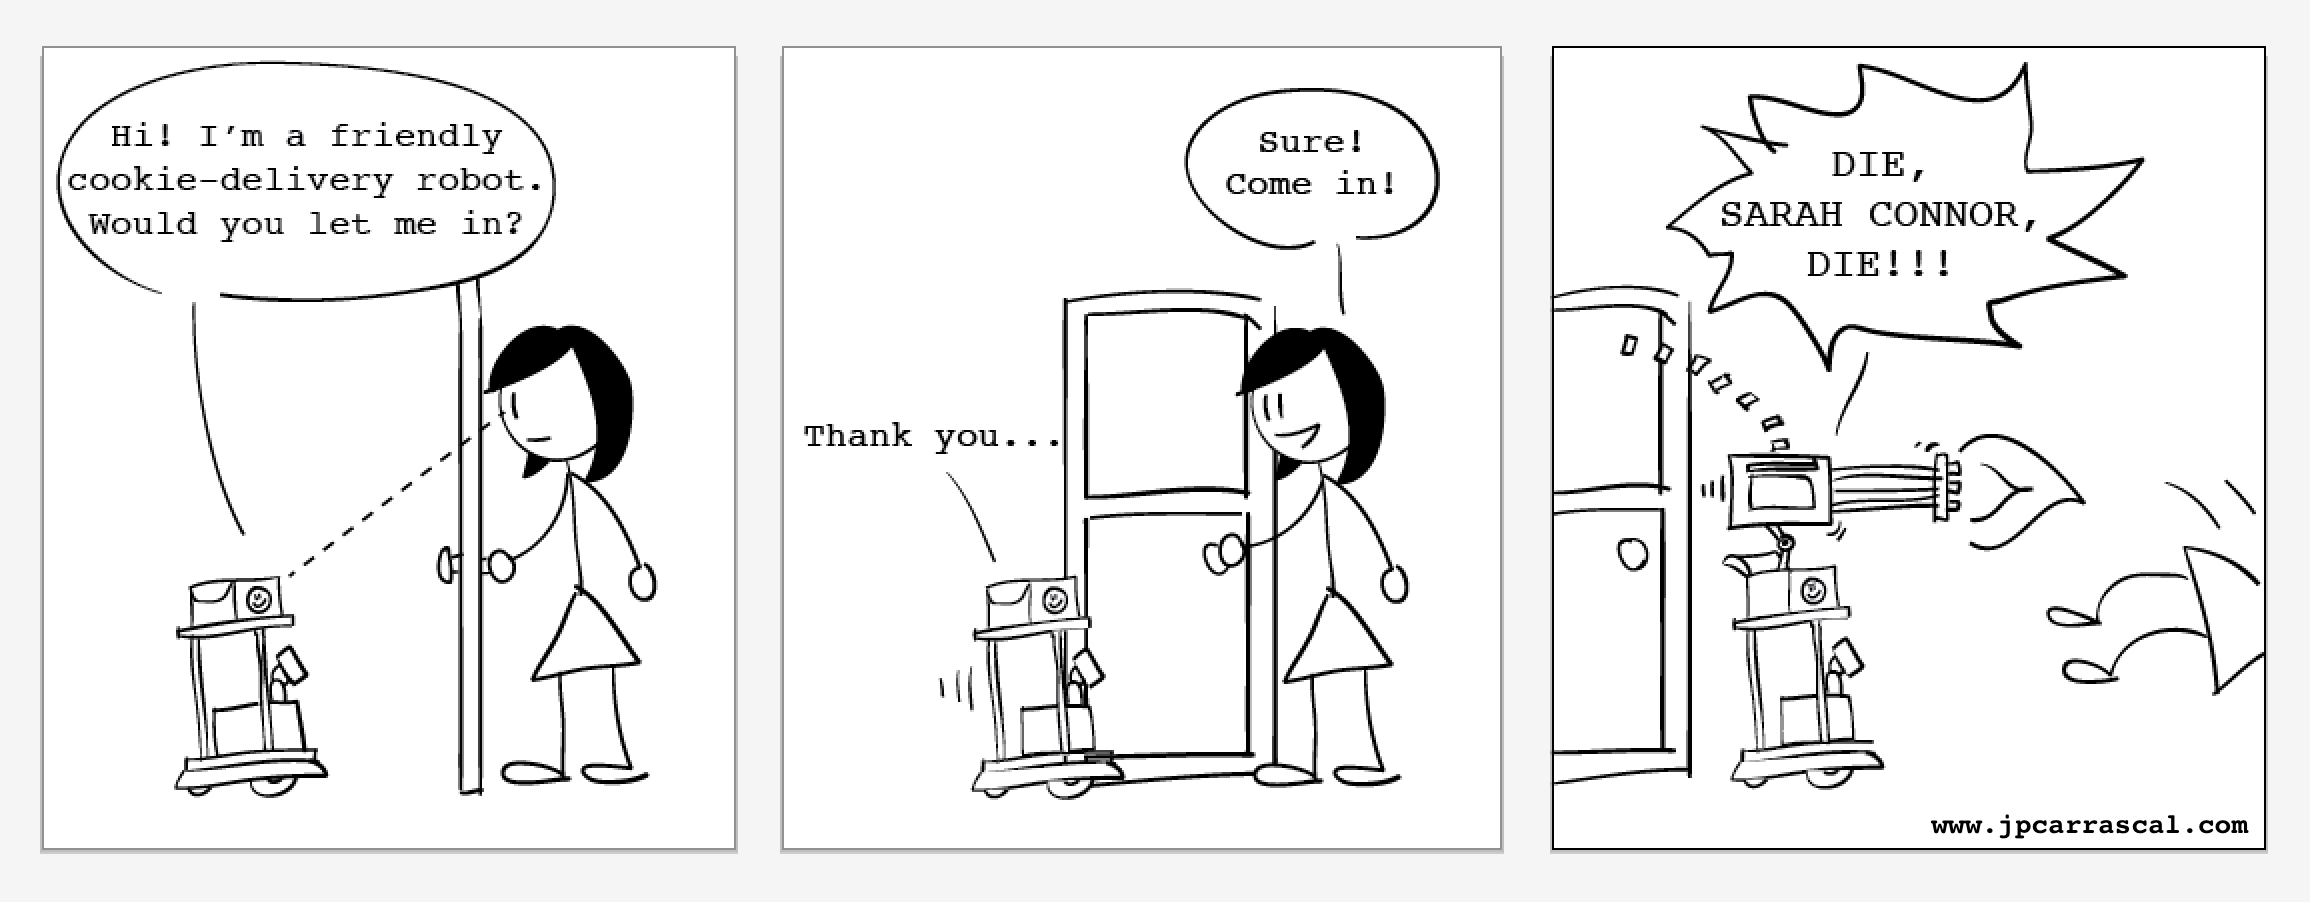 Hi! I'm a friendly
cookie-delivery robot.
Would you let me in?
Sure!
Come in!
Thank you...
DIE,
SARAH CONNOR,
DIE!!!
www.jpcarrascal.com